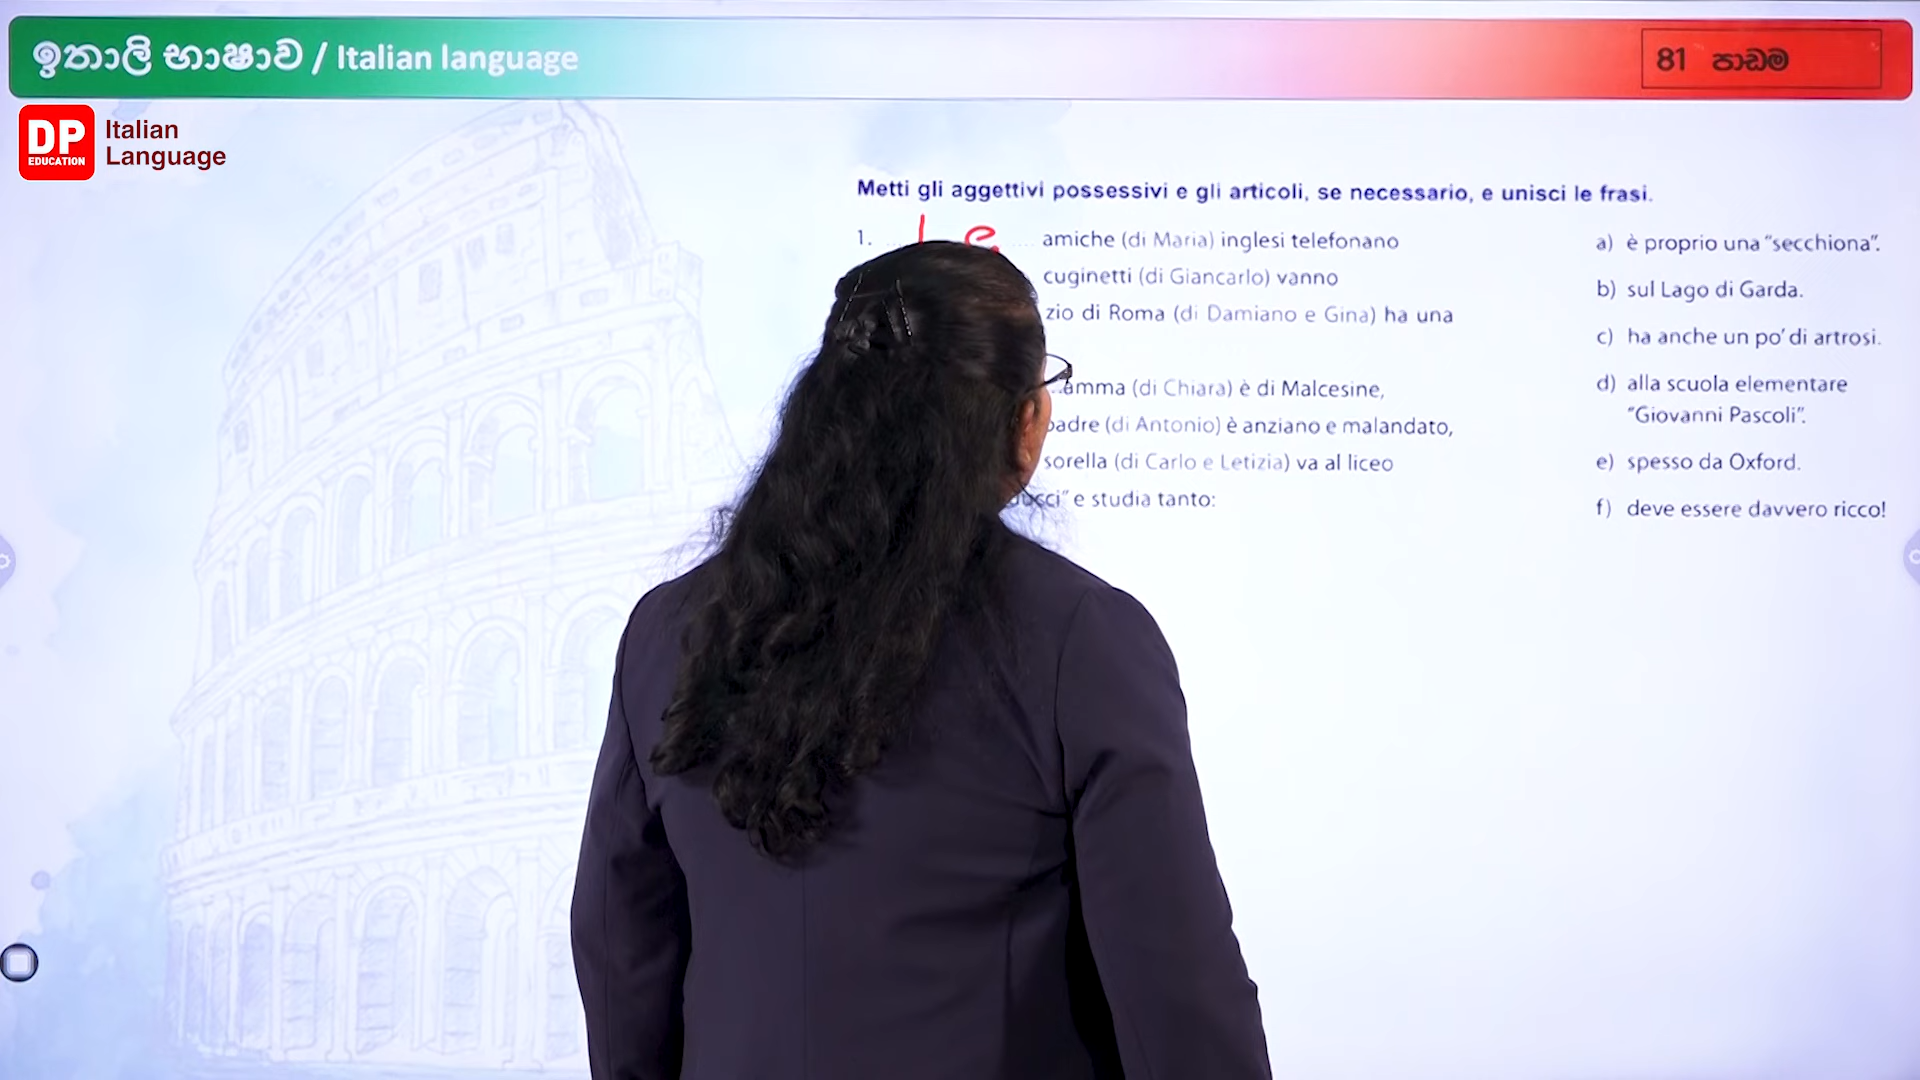 ඉතාලි භාෂාව / Italian language
81 පාඩම
DP
EDUCATION
Italian
Language
Metti gli aggettivi possessivi e gli articoli, se necessario, e unisci le frasi.
1. amiche (di Maria) inglesi telefonano
cuginetti (di Giancarlo) vanno
zio di Roma (di Damiano e Gina) ha una
(di Chiara) è di Malcesine,
padre (di Antonio) è anziano e malandato,
sorella (di Carlo e Letizia) va al liceo
e studia tanto:
a) è proprio una “secchiona”.
b) sul Lago di Garda.
c) ha anche un po’ di artrosi.
d) alla scuola elementare
“Giovanni Pascoli”.
e) spesso da Oxford.
f) deve essere davvero ricco!